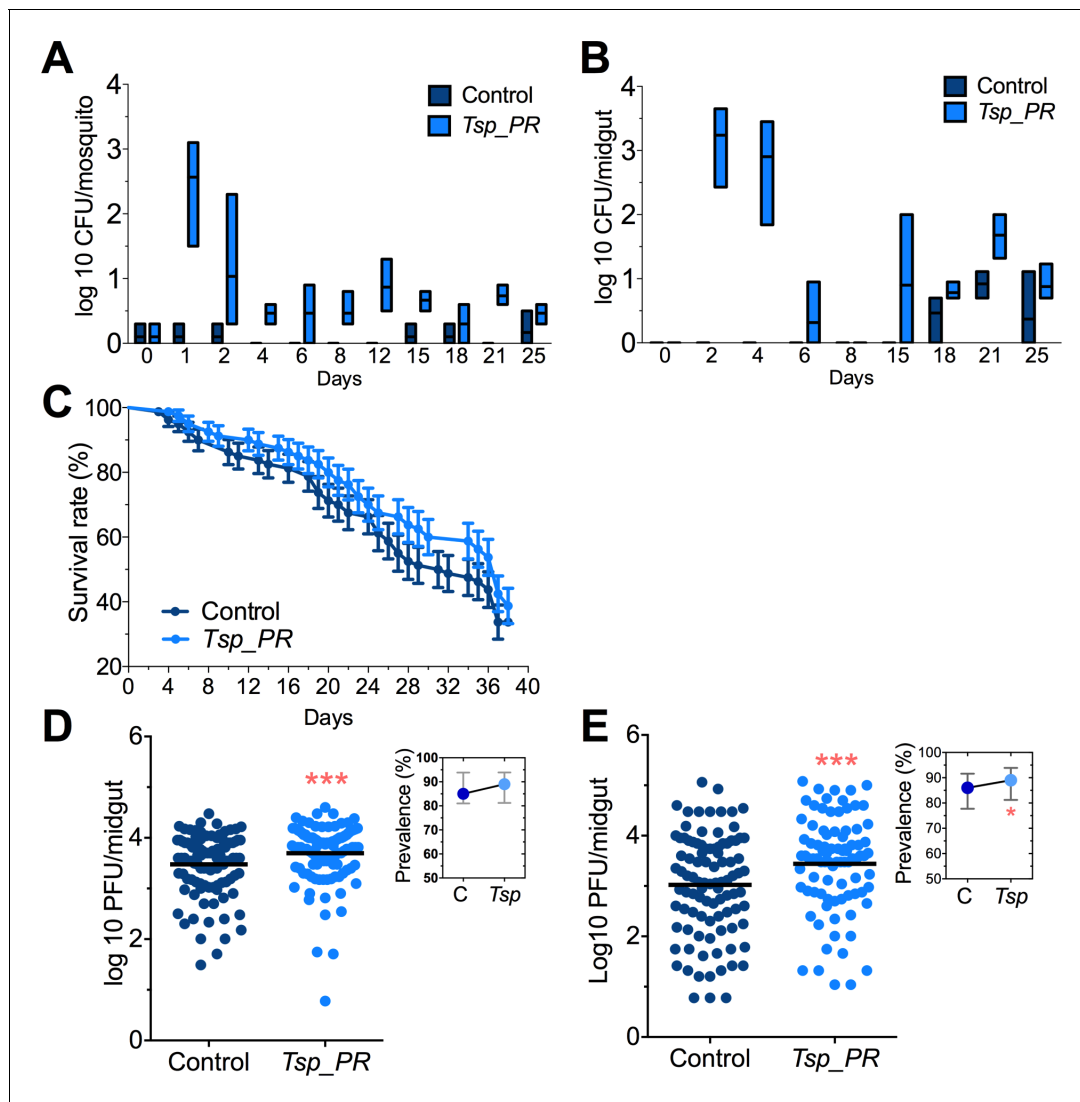 A
log 10 CFU/mosquito
4
3
2
1
0
Control
Tsp_PR
0 1 2 4 6 8 12 15 18 21 25
Days
B
log 10 CFU/midgut
4
3
2
1
0
Control
Tsp_PR
0 2 4 6 8 15 18 21 25
Days
C
Survival rate (%)
100
80
60
40
20
Control
Tsp_PR
0 4 8 12 16 20 24 28 32 36 40
Days
D
log 10 PFU/midgut
6
4
2
0
***
Control Tsp_PR
Prevalence (%)
100
90
80
70
60
50
C Tsp
E
Log10 PFU/midgut
6
4
2
0
***
Control Tsp_PR
Prevalence (%)
100
90
80
70
60
50
*
C Tsp